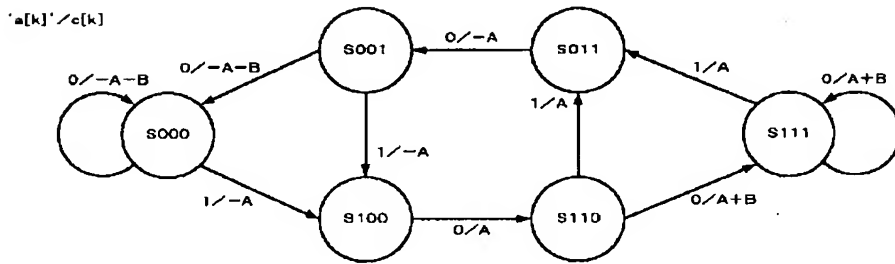 'a[k]'/c[k]
0/-A
S001
S011
0/-A-B
0/-A-B
1/A
0/A+B
1/A
S000
S111
1/-A
1/-A
0/A+B
S100
S110
0/A